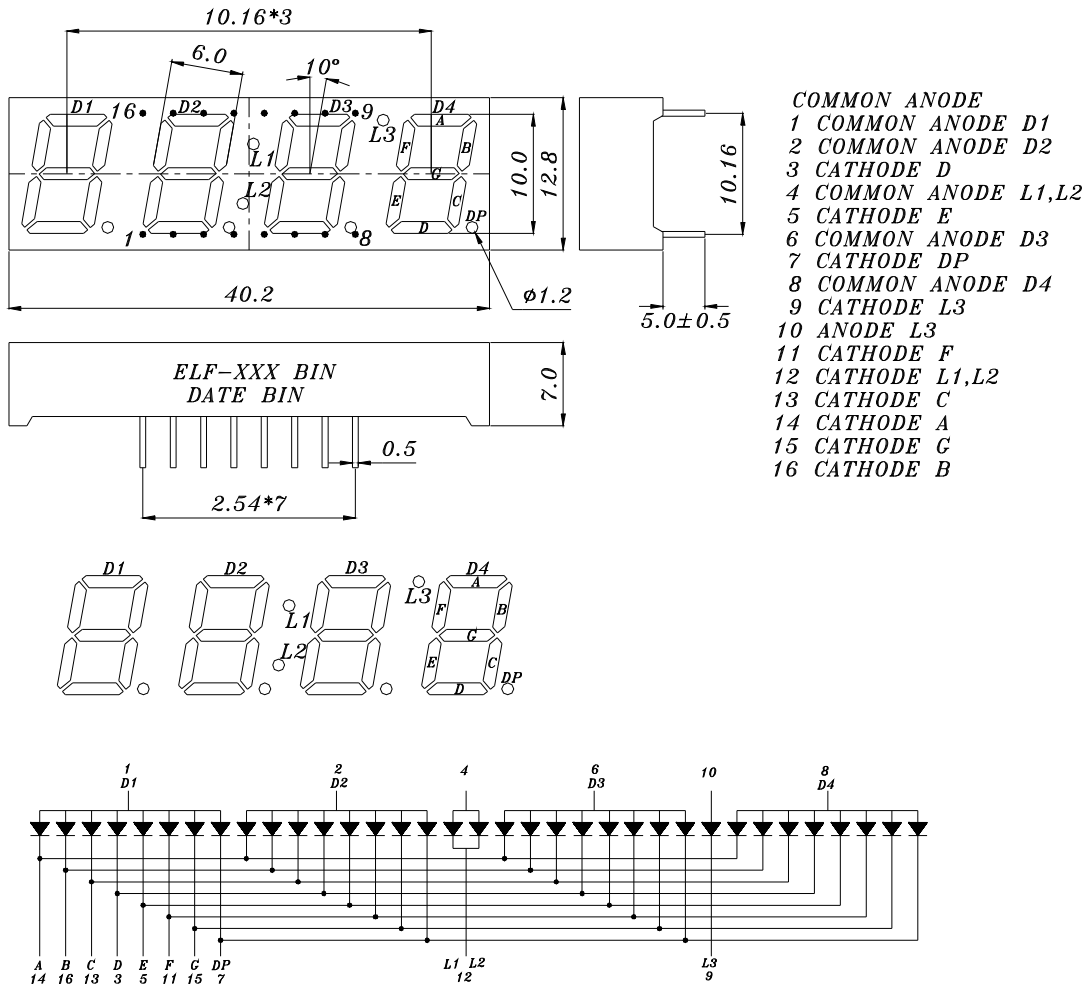 10.16*3
6.0
10°
D1
16
D2
D3
9
D4
L3
A
F
B
L1
G
L2
E
C
D
DP
1
8
10.0
12.8
40.2
ø1.2
10.16
5.0±0.5
COMMON ANODE
1 COMMON ANODE D1
2 COMMON ANODE D2
3 CATHODE D
4 COMMON ANODE L1,L2
5 CATHODE E
6 COMMON ANODE D3
7 CATHODE DP
8 COMMON ANODE D4
9 CATHODE L3
10 ANODE L3
11 CATHODE F
12 CATHODE L1,L2
13 CATHODE C
14 CATHODE A
15 CATHODE G
16 CATHODE B
ELF-XXX BIN
DATE BIN
7.0
0.5
2.54*7
D1
D2
D3
D4
L3
A
F
B
L1
G
L2
E
C
D
DP
1 2 4 6 10 8
D1 D2 D3 D4
A B C D E F G DP L1 L2 L3
14 16 13 3 5 11 15 7 12 9